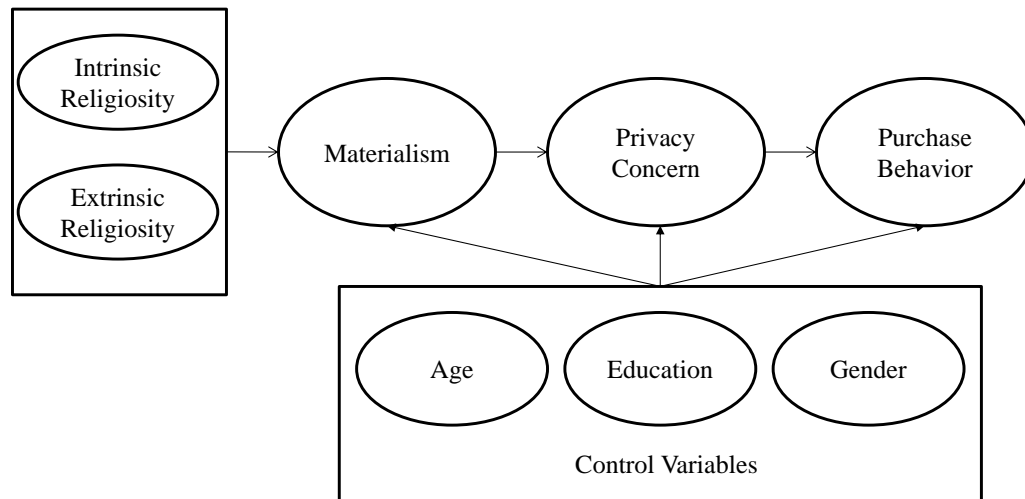 Intrinsic
Religiosity
Extrinsic
Religiosity
Materialism
Privacy
Concern
Purchase
Behavior
Age
Education
Gender
Control Variables